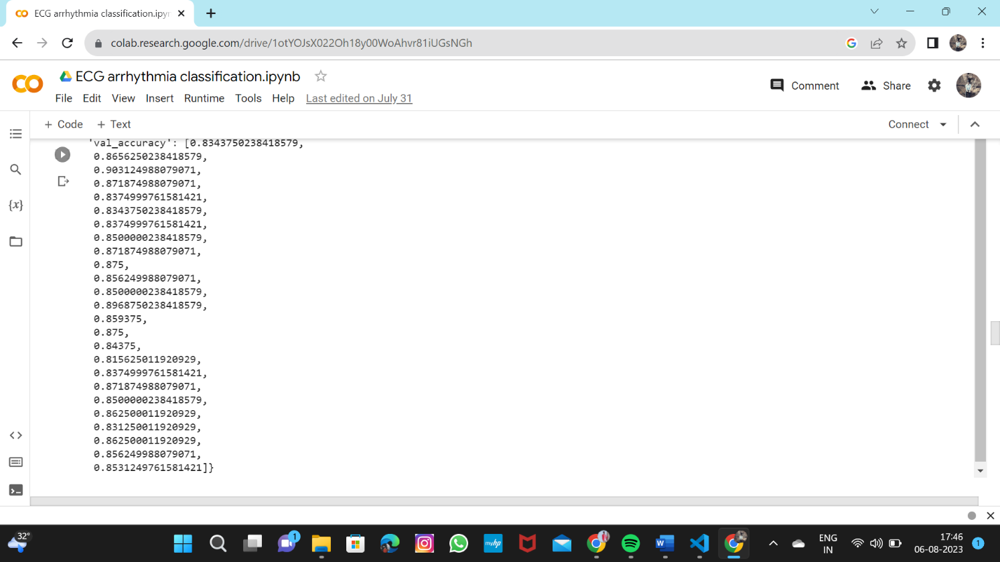 ECG arrhythmia classification.ipyn
colab.research.google.com/drive/1otYOJsX022Oh18y00WoAhvr81iUGsNGh
ECG arrhythmia classification.ipynb
Comment
Share
File Edit View Insert Runtime Tools Help Last edited on July 31
+ Code + Text
Connect
'val_accuracy': [0.8343750238418579,
0.8656250238418579,
0.903124988079071,
0.871874988079071,
0.8374999761581421,
0.8343750238418579,
0.8374999761581421,
0.8500000238418579,
0.871874988079071,
0.875,
0.856249988079071,
0.8500000238418579,
0.8968750238418579,
0.859375,
0.875,
0.84375,
0.815625011920929,
0.8374999761581421,
0.871874988079071,
0.8500000238418579,
0.862500011920929,
0.831250011920929,
0.862500011920929,
0.856249988079071,
0.8531249761581421]}
{x}
32°
1
myhp
W
ENG
IN
17:46
06-08-2023
1